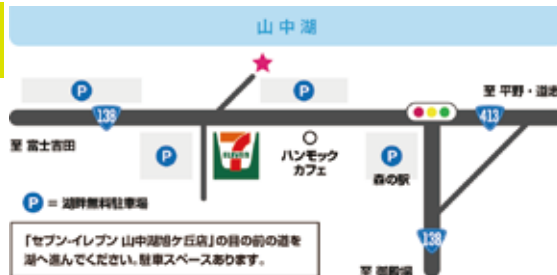 山中湖
P
P
至 平野・道志
138
413
至 富士吉田
P
7
ELEVEN
ハンモック
カフェ
P
森の駅
P = 湖畔無料駐車場
138
「セブン-イレブン 山中湖旭ケ丘店」の目の前の道を
湖へ進んでください。駐車スペースあります。
至 御殿場